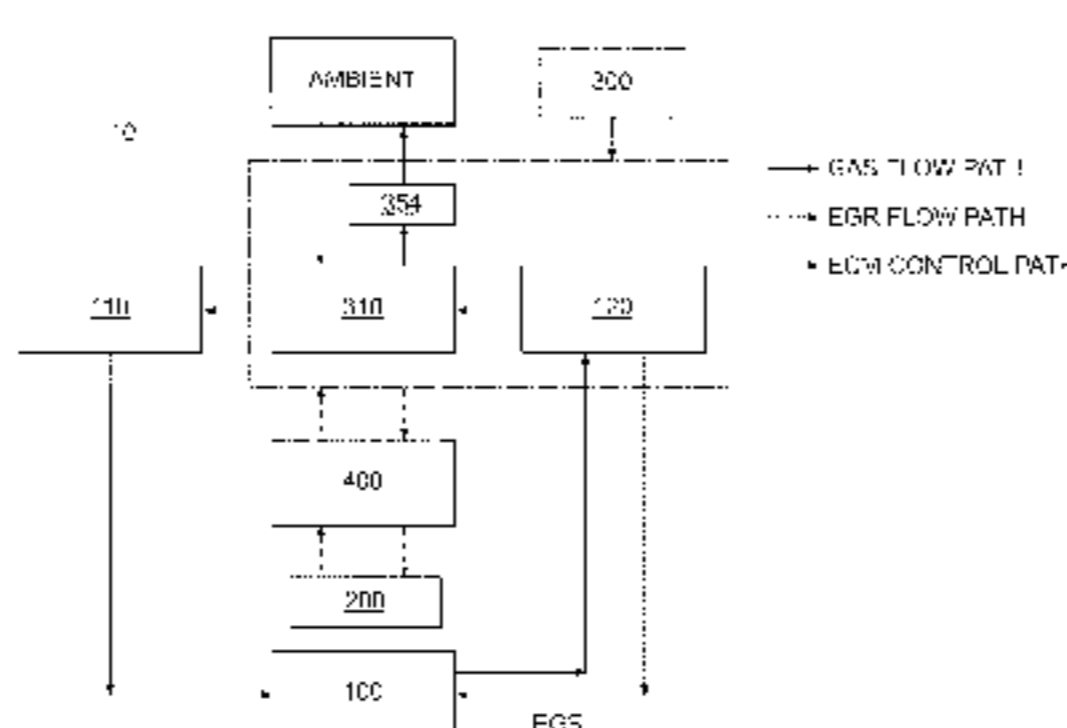 AMBIENT
300
10
GAS FLOW PATH
354
EGR FLOW PATH
ECM CONTROL PATH
110
310
120
400
200
100
EGS